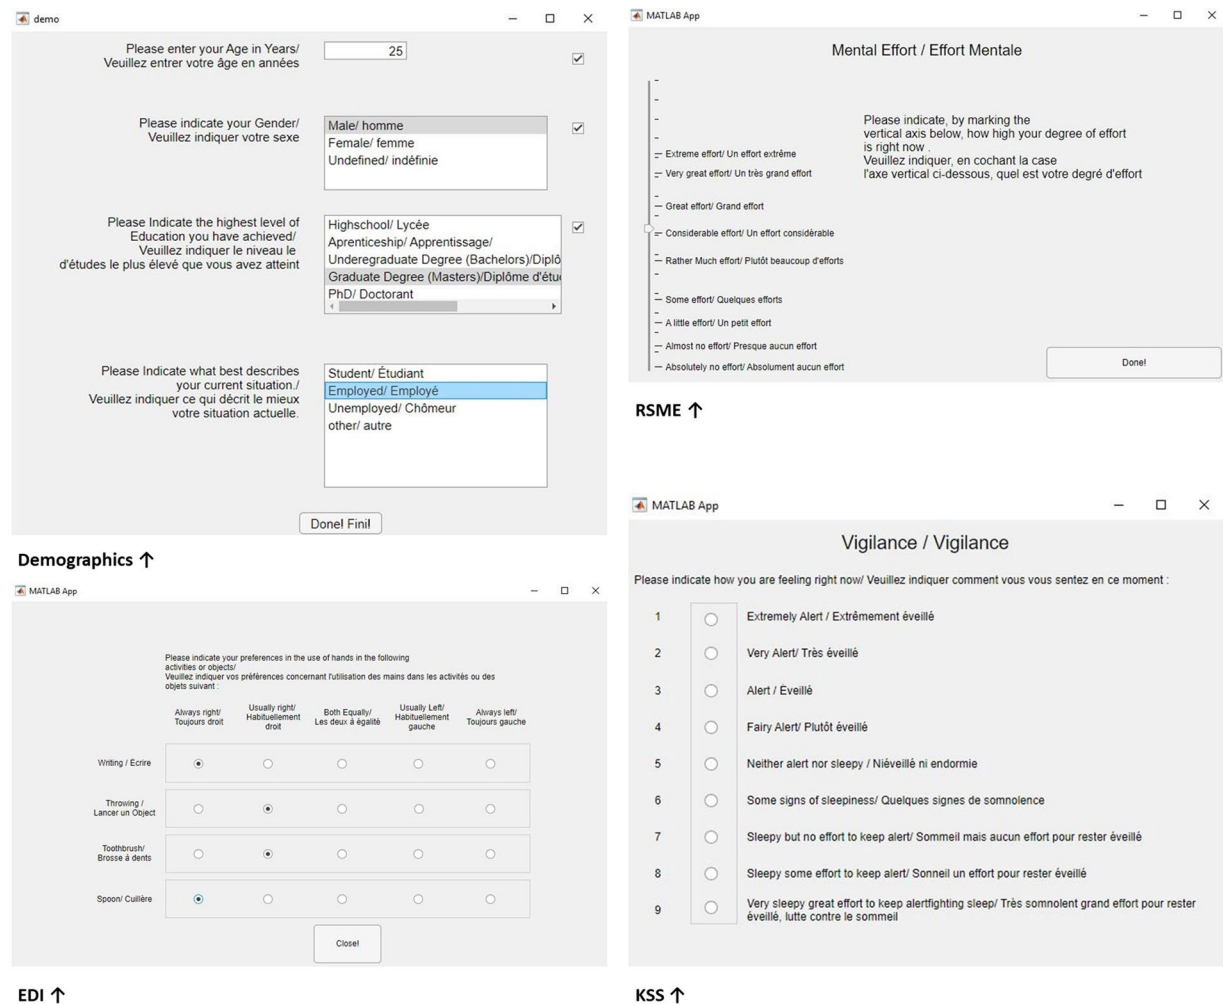 demo
Please enter your Age in Years/
Veuillez entrer votre âge en années
25
Please indicate your Gender/
Veuillez indiquer votre sexe
Male/ homme
Female/ femme
Undefined/ indéfinie
Please Indicate the highest level of
Education you have achieved/
Veuillez indiquer le niveau le
d'études le plus élevé que vous avez atteint
Highschool/ Lycée
Aprenticeship/ Apprentissage/
Underegraduate Degree (Bachelors)/Diplô
Graduate Degree (Masters)/Diplôme d'étu
PhD/ Doctorant
Please Indicate what best describes
your current situation./
Veuillez indiquer ce qui décrit le mieux
votre situation actuelle.
Student/ Étudiant
Employed/ Employé
Unemployed/ Chômeur
other/ autre
Done! Fini!
Demographics ↑
MATLAB App
Mental Effort / Effort Mentale
Please indicate, by marking the
vertical axis below, how high your degree of effort
is right now .
Veuillez indiquer, en cochant la case
l'axe vertical ci-dessous, quel est votre degré d'effort
Extreme effort/ Un effort extrême
Very great effort/ Un très grand effort
Great effort/ Grand effort
Considerable effort/ Un effort considérable
Rather Much effort/ Plutôt beaucoup d'efforts
Some effort/ Quelques efforts
A little effort/ Un petit effort
Almost no effort/ Presque aucun effort
Absolutely no effort/ Absolument aucun effort
Done!
RSME ↑
MATLAB App
Please indicate your preferences in the use of hands in the following
activities or objects/
Veuillez indiquer vos préférences concernant l'utilisation des mains dans les activités ou des
objets suivant :
Always right/
Toujours droit
Usually right/
Habituellement
droit
Both Equally/
Les deux à égalité
Usually Left/
Habituellement
gauche
Always left/
Toujours gauche
Writing / Écrire
Throwing /
Lancer un Object
Toothbrush/
Brosse à dents
Spoon/ Cuillère
Close!
EDI ↑
MATLAB App
Vigilance / Vigilance
Please indicate how you are feeling right now/ Veuillez indiquer comment vous vous sentez en ce moment :
1 Extremely Alert / Extrêmement éveillé
2 Very Alert/ Très éveillé
3 Alert / Éveillé
4 Fairy Alert/ Plutôt éveillé
5 Neither alert nor sleepy / Niéveillé ni endormie
6 Some signs of sleepiness/ Quelques signes de somnolence
7 Sleepy but no effort to keep alert/ Sommeil mais aucun effort pour rester éveillé
8 Sleepy some effort to keep alert/ Sonneil un effort pour rester éveillé
9 Very sleepy great effort to keep alertfighting sleep/ Très somnolent grand effort pour rester
éveillé, lutte contre le sommeil
KSS ↑